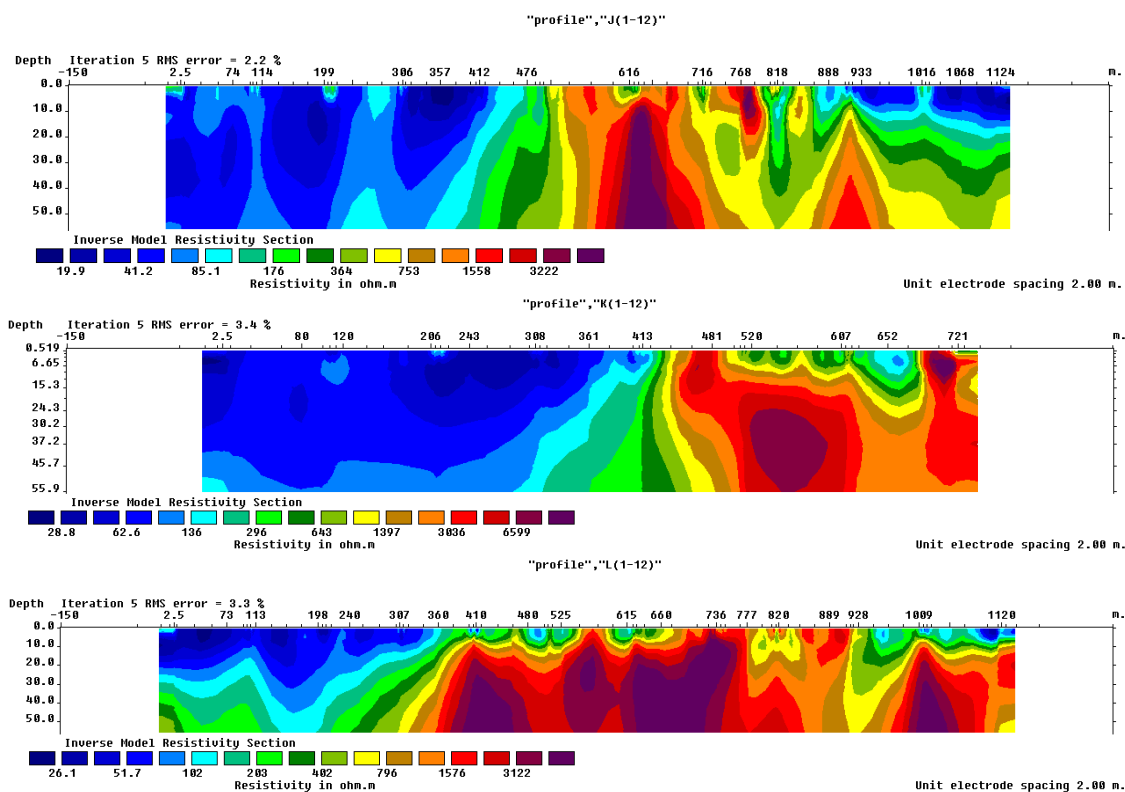 "profile","J(1-12)"
Depth Iteration 5 RMS error = 2.2 %
-150 2.5 74 114 199 306 357 412 476 616 716 768 818 888 933 1016 1068 1124 m.
0.0
10.0
20.0
30.0
40.0
50.0
Inverse Model Resistivity Section
19.9 41.2 85.1 176 364 753 1558 3222
Resistivity in ohm.m Unit electrode spacing 2.00 m.
"profile","K(1-12)"
Depth Iteration 5 RMS error = 3.4 %
-150 2.5 80 120 206 243 308 361 413 481 520 607 652 721 m.
0.519
6.65
15.3
24.3
30.2
37.2
45.7
55.9
Inverse Model Resistivity Section
28.8 62.6 136 296 643 1397 3036 6599
Resistivity in ohm.m Unit electrode spacing 2.00 m.
"profile","L(1-12)"
Depth Iteration 5 RMS error = 3.3 %
-150 2.5 73 113 198 240 307 360 410 480 525 615 660 736 777 820 889 928 1009 1120 m.
0.0
10.0
20.0
30.0
40.0
50.0
Inverse Model Resistivity Section
26.1 51.7 102 203 402 796 1576 3122
Resistivity in ohm.m Unit electrode spacing 2.00 m.